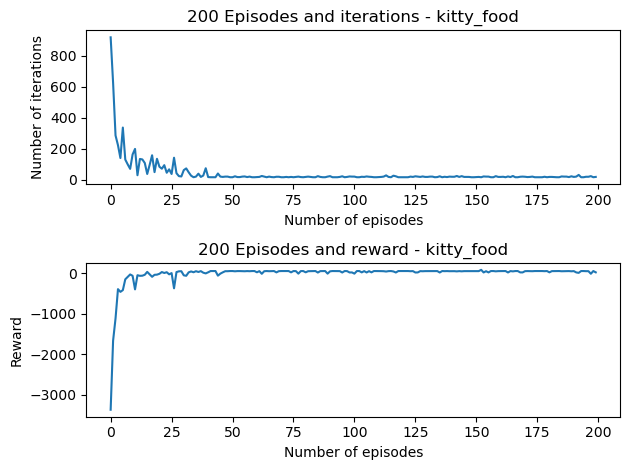 200 Episodes and iterations - kitty_food
800
600
400
200
0
Number of iterations
0 25 50 75 100 125 150 175 200
Number of episodes
200 Episodes and reward - kitty_food
0
−1000
−2000
−3000
Reward
0 25 50 75 100 125 150 175 200
Number of episodes